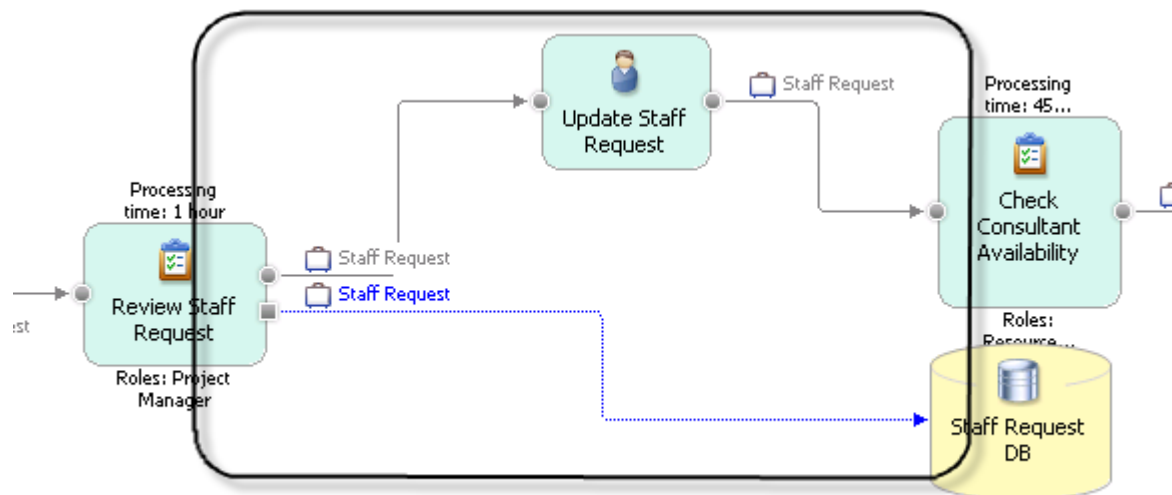 Staff Request
Update Staff
Request
Processing
time: 45...
Check
Consultant
Availability
Roles:
Resource...
Processing
time: 1 hour
Staff Request
Staff Request
Review Staff
Request
Roles: Project
Manager
est
Staff Request
DB